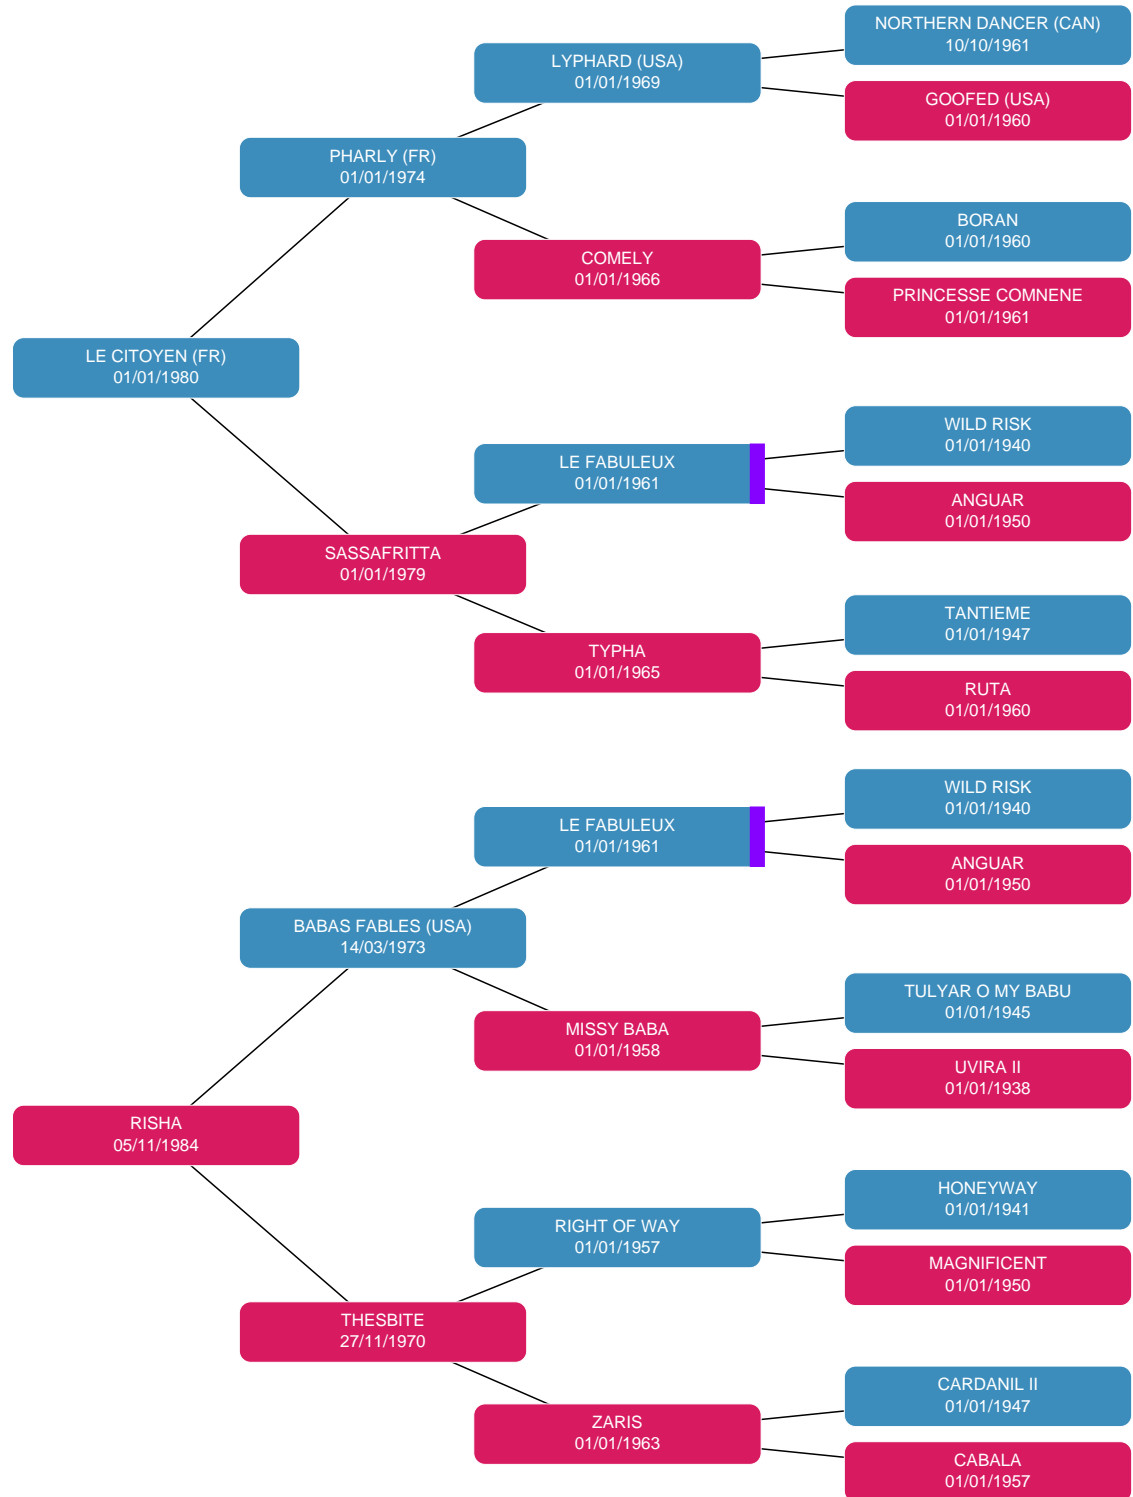 NORTHERN DANCER (CAN)
10/10/1961
LYPHARD (USA)
01/01/1969
GOOFED (USA)
01/01/1960
PHARLY (FR)
01/01/1974
BORAN
01/01/1960
COMELY
01/01/1966
PRINCESSE COMNENE
01/01/1961
LE CITOYEN (FR)
01/01/1980
WILD RISK
01/01/1940
LE FABULEUX
01/01/1961
ANGUAR
01/01/1950
SASSAFRITTA
01/01/1979
TANTIEME
01/01/1947
TYPHA
01/01/1965
RUTA
01/01/1960
WILD RISK
01/01/1940
LE FABULEUX
01/01/1961
ANGUAR
01/01/1950
BABAS FABLES (USA)
14/03/1973
TULYAR O MY BABU
01/01/1945
MISSY BABA
01/01/1958
UVIRA II
01/01/1938
RISHA
05/11/1984
HONEYWAY
01/01/1941
RIGHT OF WAY
01/01/1957
MAGNIFICENT
01/01/1950
THESBITE
27/11/1970
CARDANIL II
01/01/1947
ZARIS
01/01/1963
CABALA
01/01/1957